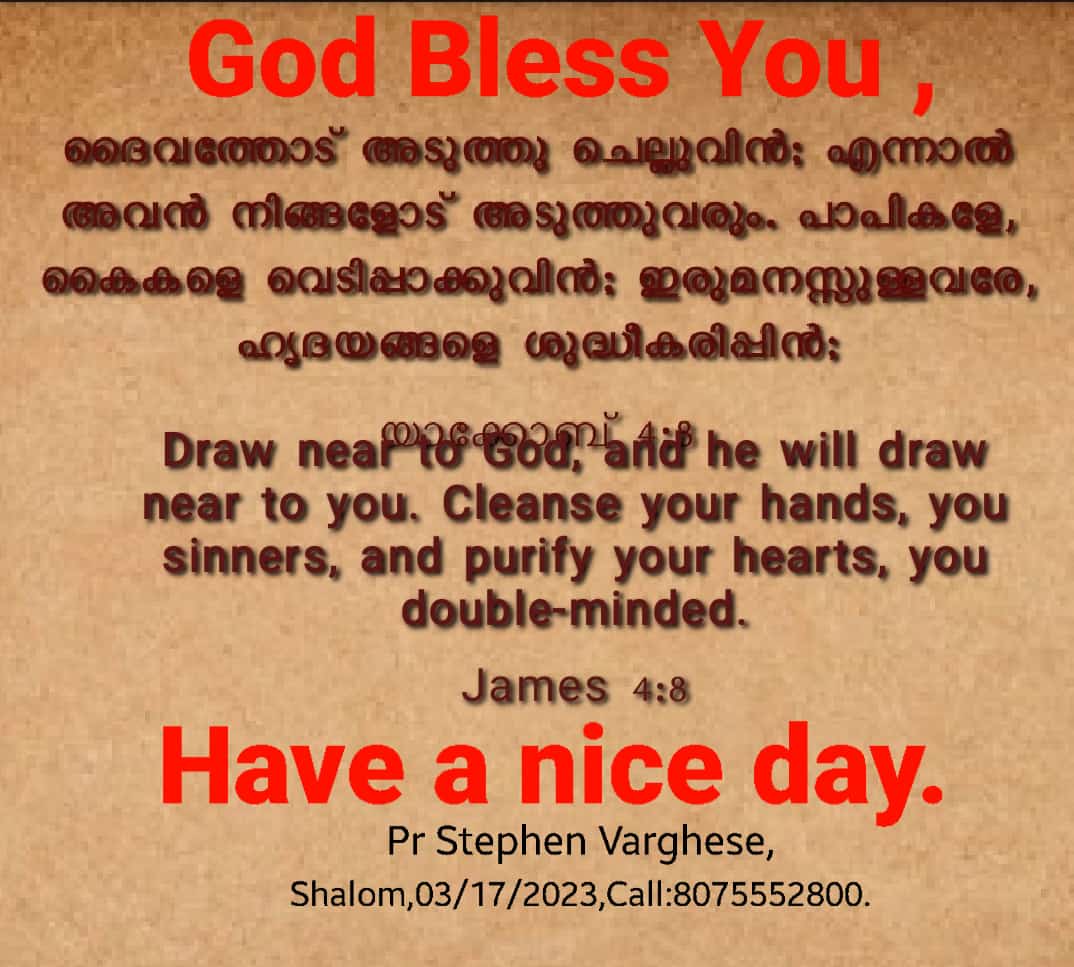 God Bless You ,
ദൈവത്തോട് അടുത്തു ചെല്ലുവിൻ; എന്നാൽ
അവൻ നിങ്ങളോട് അടുത്തുവരും. പാപികളേ,
കൈകളെ വെടിപ്പാക്കുവിൻ; ഇരുമനസ്സുള്ളവരേ,
ഹൃദയങ്ങളെ ശുദ്ധീകരിപ്പിൻ;
യാക്കോബ് 4:8
Draw near to God, and he will draw
near to you. Cleanse your hands, you
sinners, and purify your hearts, you
double-minded.
James 4:8
Have a nice day.
Pr Stephen Varghese,
Shalom,03/17/2023,Call:8075552800.